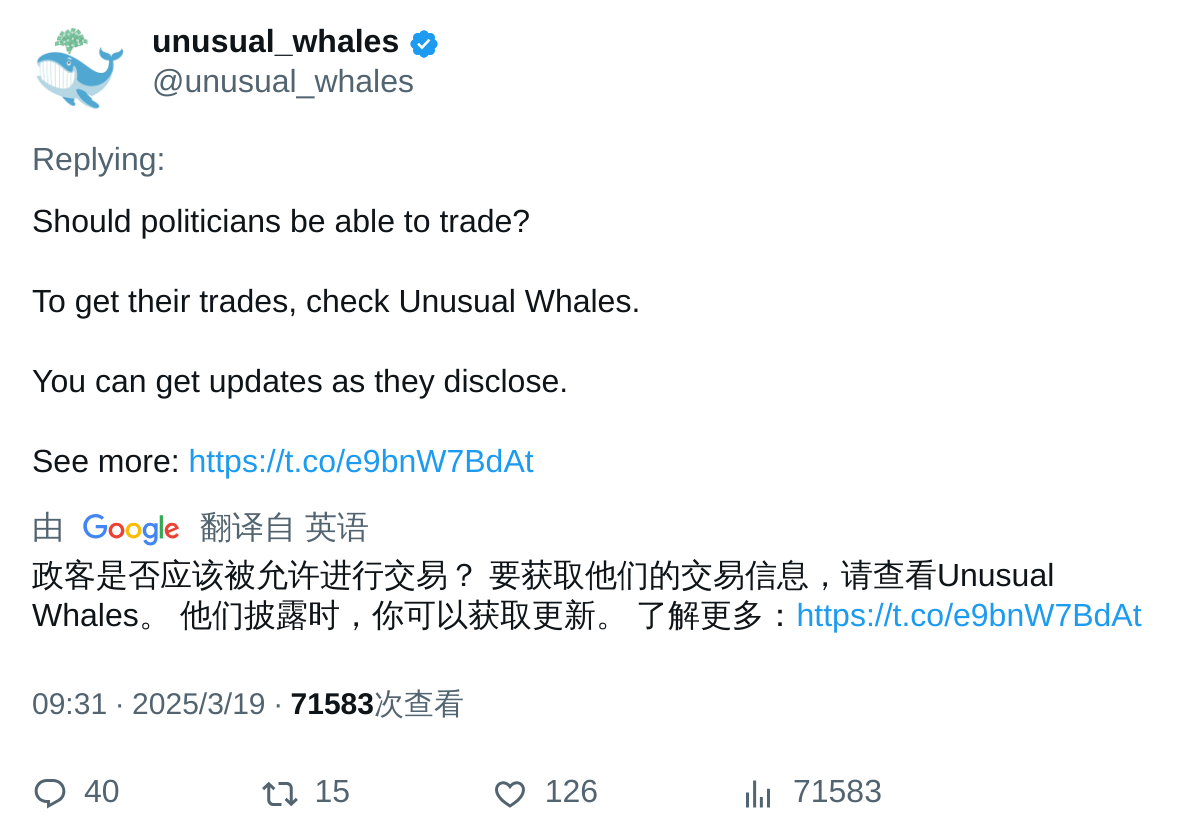 unusual_whales
@unusual_whales
Replying:
Should politicians be able to trade?
To get their trades, check Unusual Whales.
You can get updates as they disclose.
See more: https://t.co/e9bnW7BdAt
由 Google 翻译自 英语
政客是否应该被允许进行交易？ 要获取他们的交易信息，请查看Unusual
Whales。 他们披露时，你可以获取更新。 了解更多：https://t.co/e9bnW7BdAt
09:31 · 2025/3/19 · 71583次查看
40 15 126 71583